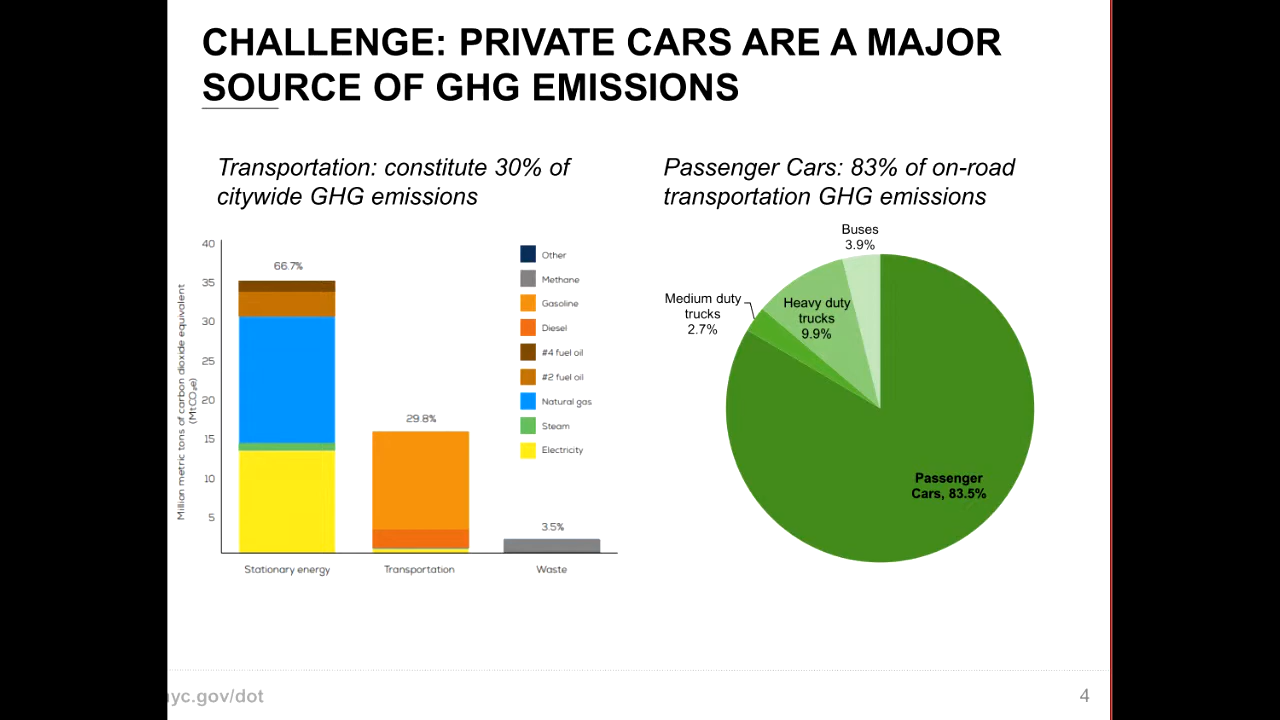 CHALLENGE: PRIVATE CARS ARE A MAJOR
SOURCE OF GHG EMISSIONS
Transportation: constitute 30% of
citywide GHG emissions
40
35
30
25
20
15
10
5
Million metric tons of carbon dioxide equivalent
(MtCO₂e)
66.7%
29.8%
3.5%
Stationary energy
Transportation
Waste
Other
Methane
Gasoline
Diesel
#4 fuel oil
#2 fuel oil
Natural gas
Steam
Electricity
Passenger Cars: 83% of on-road
transportation GHG emissions
Buses
3.9%
Medium duty
trucks
2.7%
Heavy duty
trucks
9.9%
Passenger
Cars, 83.5%
nyc.gov/dot
4